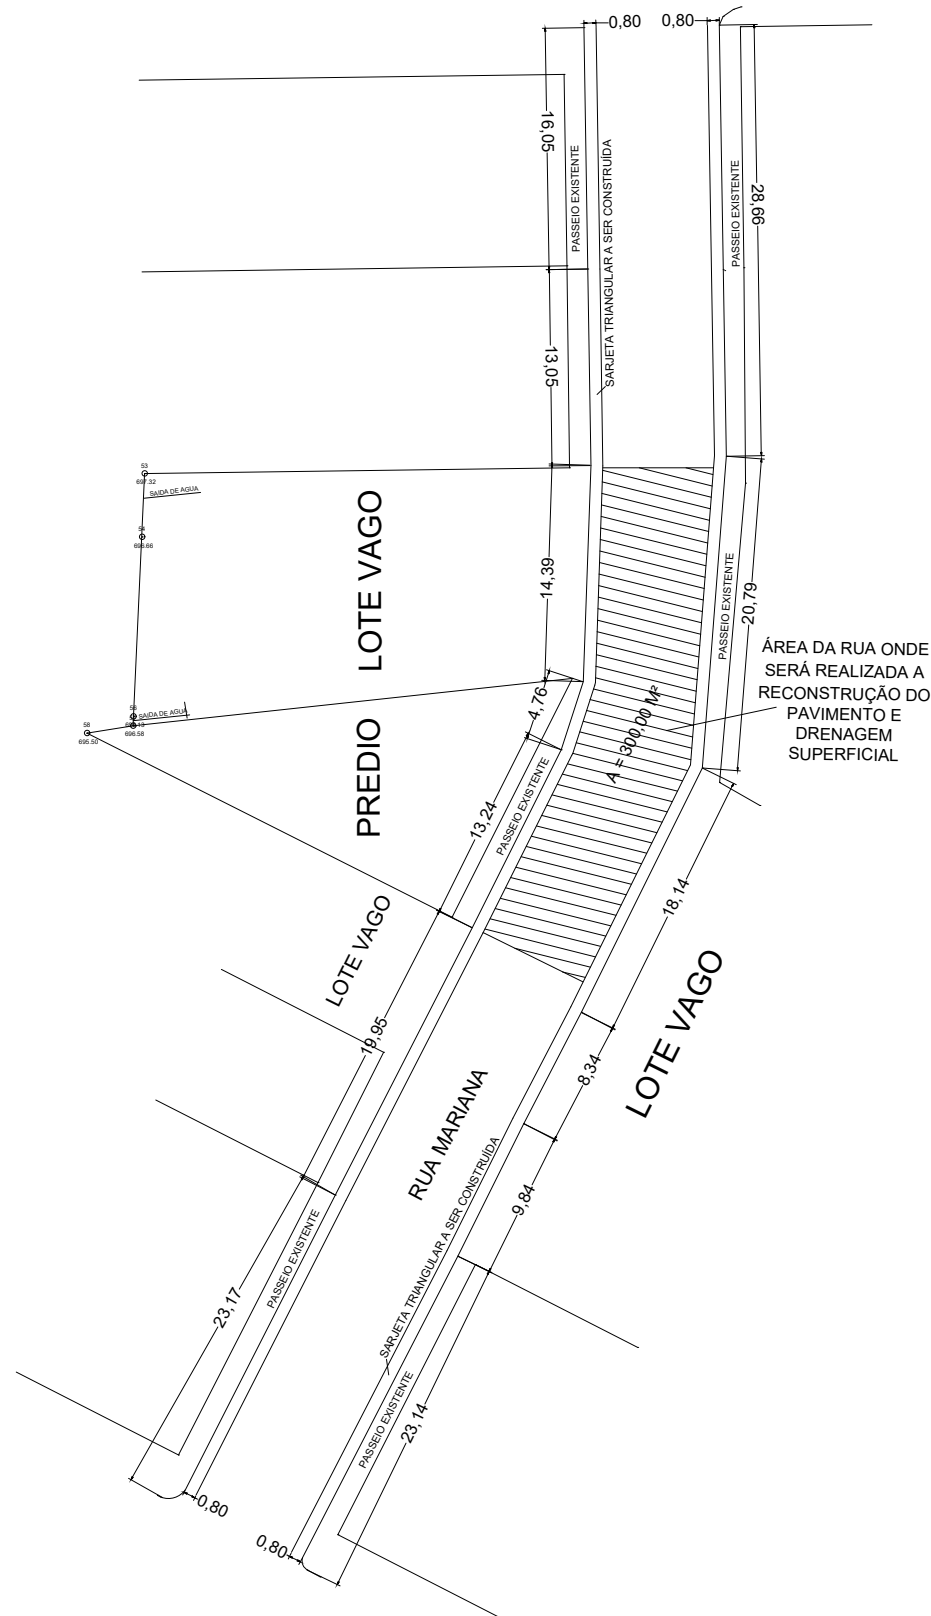 0,80
0,80
16,05
PASSEIO EXISTENTE
SARJETA TRIANGULAR A SER CONSTRUÍDA
PASSEIO EXISTENTE
28,66
13,05
53
697.32
SAIDA DE AGUA
54
LOTE VAGO
14,39
PASSEIO EXISTENTE
20,79
ÁREA DA RUA ONDE
SERÁ REALIZADA A
RECONSTRUÇÃO DO
PAVIMENTO E
DRENAGEM
SUPERFICIAL
A = 300,00 M²
4,76
56
SAIDA DE AGUA
696.58
58
695.50
PREDIO
13,24
PASSEIO EXISTENTE
18,14
LOTE VAGO
LOTE VAGO
19,95
8,34
RUA MARIANA
9,84
SARJETA TRIANGULAR A SER CONSTRUÍDA
PASSEIO EXISTENTE
23,17
PASSEIO EXISTENTE
23,14
0,80
0,80